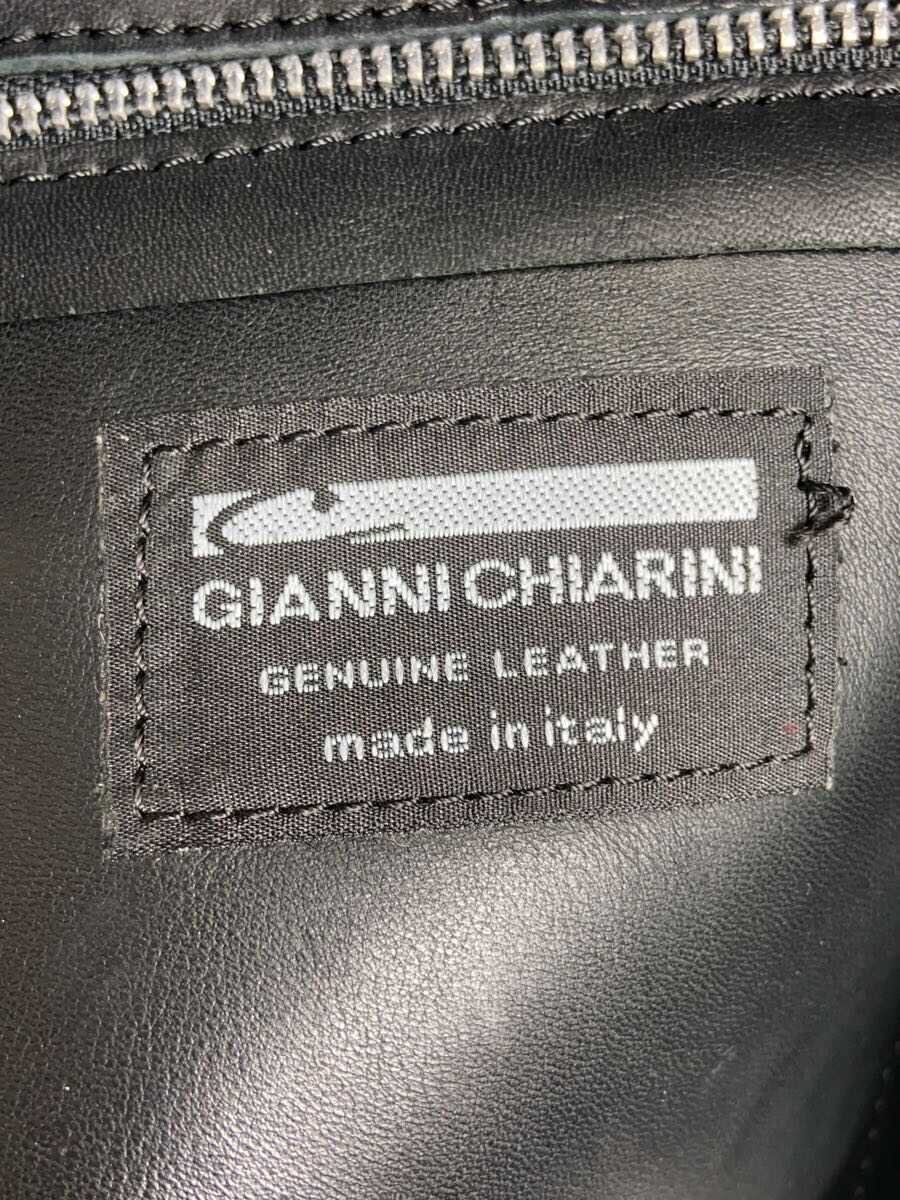 GIANNI CHIARINI
GENUINE LEATHER
made in italy